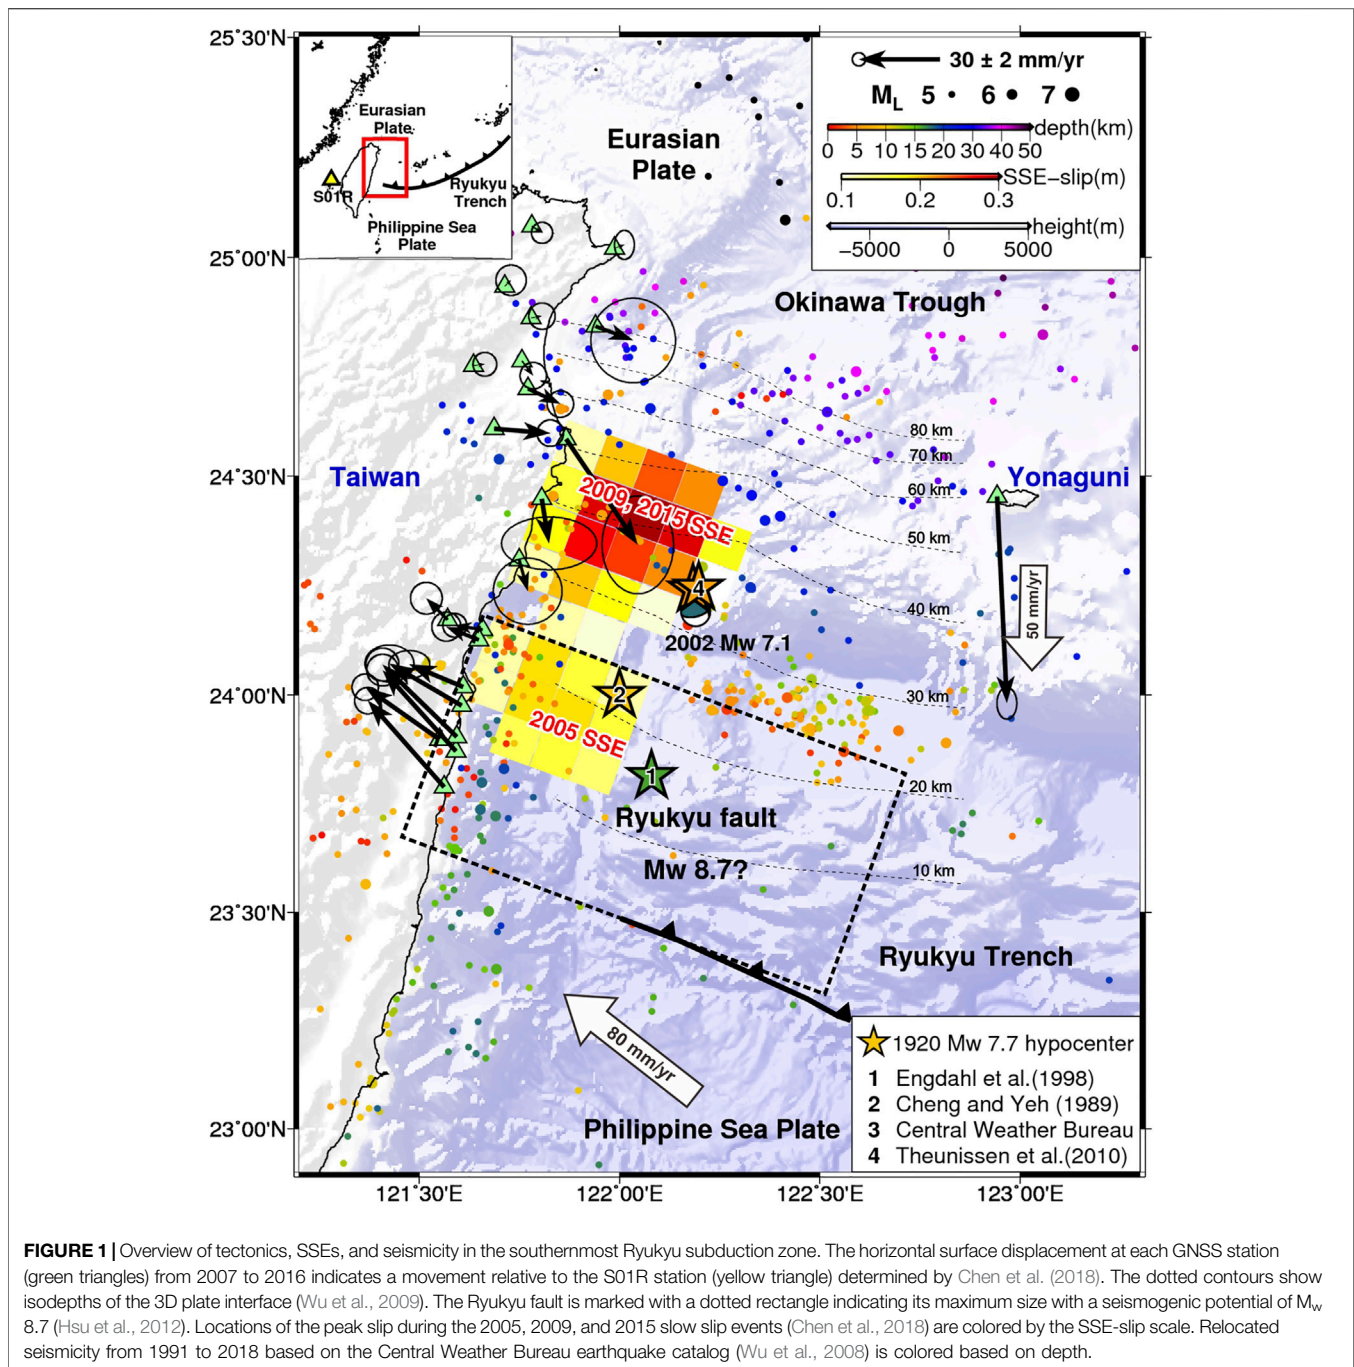 25°30'N
25°00'N
24°30'N
24°00'N
23°30'N
23°00'N
121°30'E
122°00'E
122°30'E
123°00'E
Eurasian
Plate
S01R
Ryukyu
Trench
Philippine Sea
Plate
30 ± 2 mm/yr
ML 5 6 7
depth(km)
0 5 10 15 20 30 40 50
SSE-slip(m)
0.1 0.2 0.3
height(m)
−5000 0 5000
Eurasian
Plate
Okinawa Trough
80 km
70 km
60 km
50 km
40 km
30 km
20 km
10 km
Taiwan
Yonaguni
2009, 2015 SSE
4
50 mm/yr
2002 Mw 7.1
2
2005 SSE
1
Ryukyu fault
Mw 8.7?
Ryukyu Trench
80 mm/yr
Philippine Sea Plate
1920 Mw 7.7 hypocenter
1 Engdahl et al.(1998)
2 Cheng and Yeh (1989)
3 Central Weather Bureau
4 Theunissen et al.(2010)
FIGURE 1 | Overview of tectonics, SSEs, and seismicity in the southernmost Ryukyu subduction zone. The horizontal surface displacement at each GNSS station
(green triangles) from 2007 to 2016 indicates a movement relative to the S01R station (yellow triangle) determined by Chen et al. (2018). The dotted contours show
isodepths of the 3D plate interface (Wu et al., 2009). The Ryukyu fault is marked with a dotted rectangle indicating its maximum size with a seismogenic potential of Mw
8.7 (Hsu et al., 2012). Locations of the peak slip during the 2005, 2009, and 2015 slow slip events (Chen et al., 2018) are colored by the SSE-slip scale. Relocated
seismicity from 1991 to 2018 based on the Central Weather Bureau earthquake catalog (Wu et al., 2008) is colored based on depth.